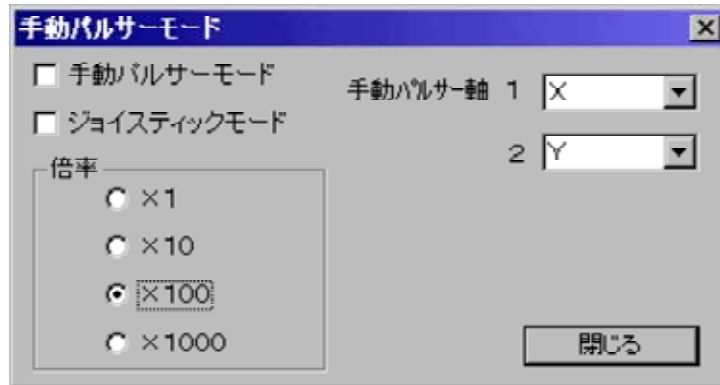 手動パルサーモード
手動パルサーモード
ジョイスティックモード
倍率
×1
×10
×100
×1000
手動パルサー軸 1 X
2 Y
閉じる